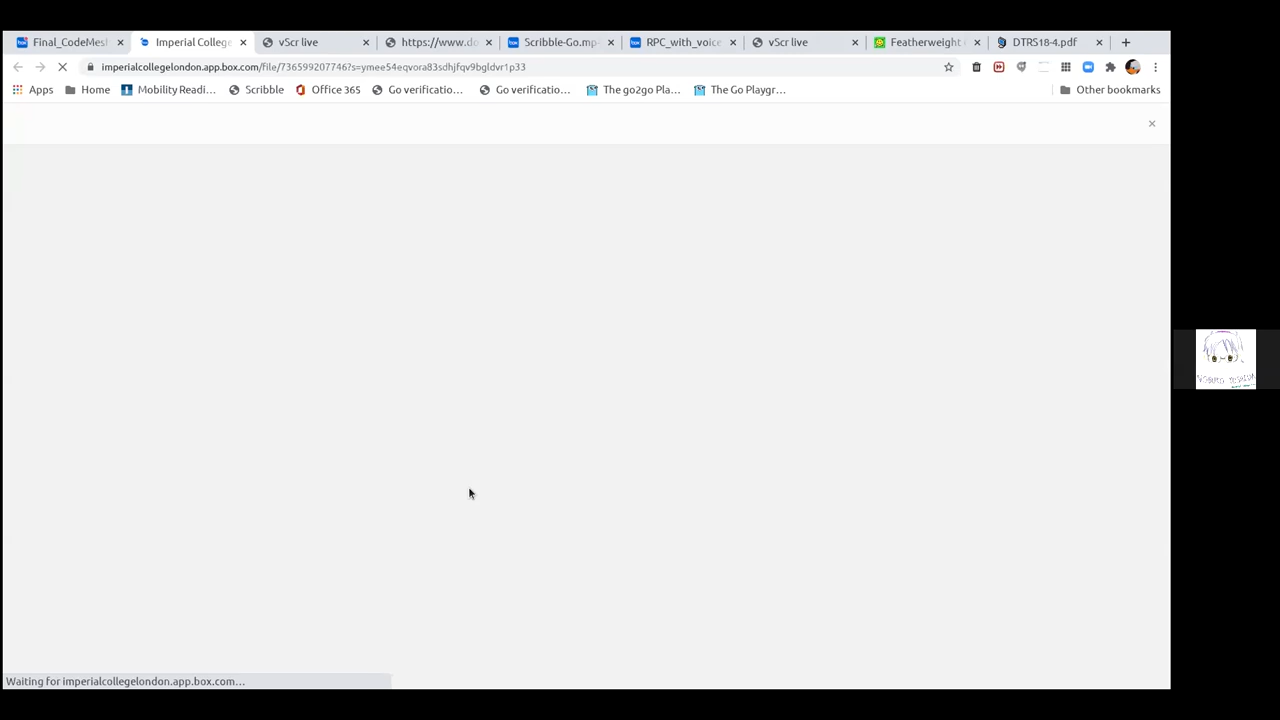 Final_CodeMesh
Imperial College
vScr live
https://www.do
Scribble-Go.mp
RPC_with_voice
vScr live
Featherweight
DTRS18-4.pdf
imperialcollegelondon.app.box.com/file/736599207746?s=ymee54eqvora83sdhjfqv9bgldvr1p33
Apps
Home
Mobility Readi...
Scribble
Office 365
Go verificatio...
Go verificatio...
The go2go Pla...
The Go Playgr...
Other bookmarks
Waiting for imperialcollegelondon.app.box.com...